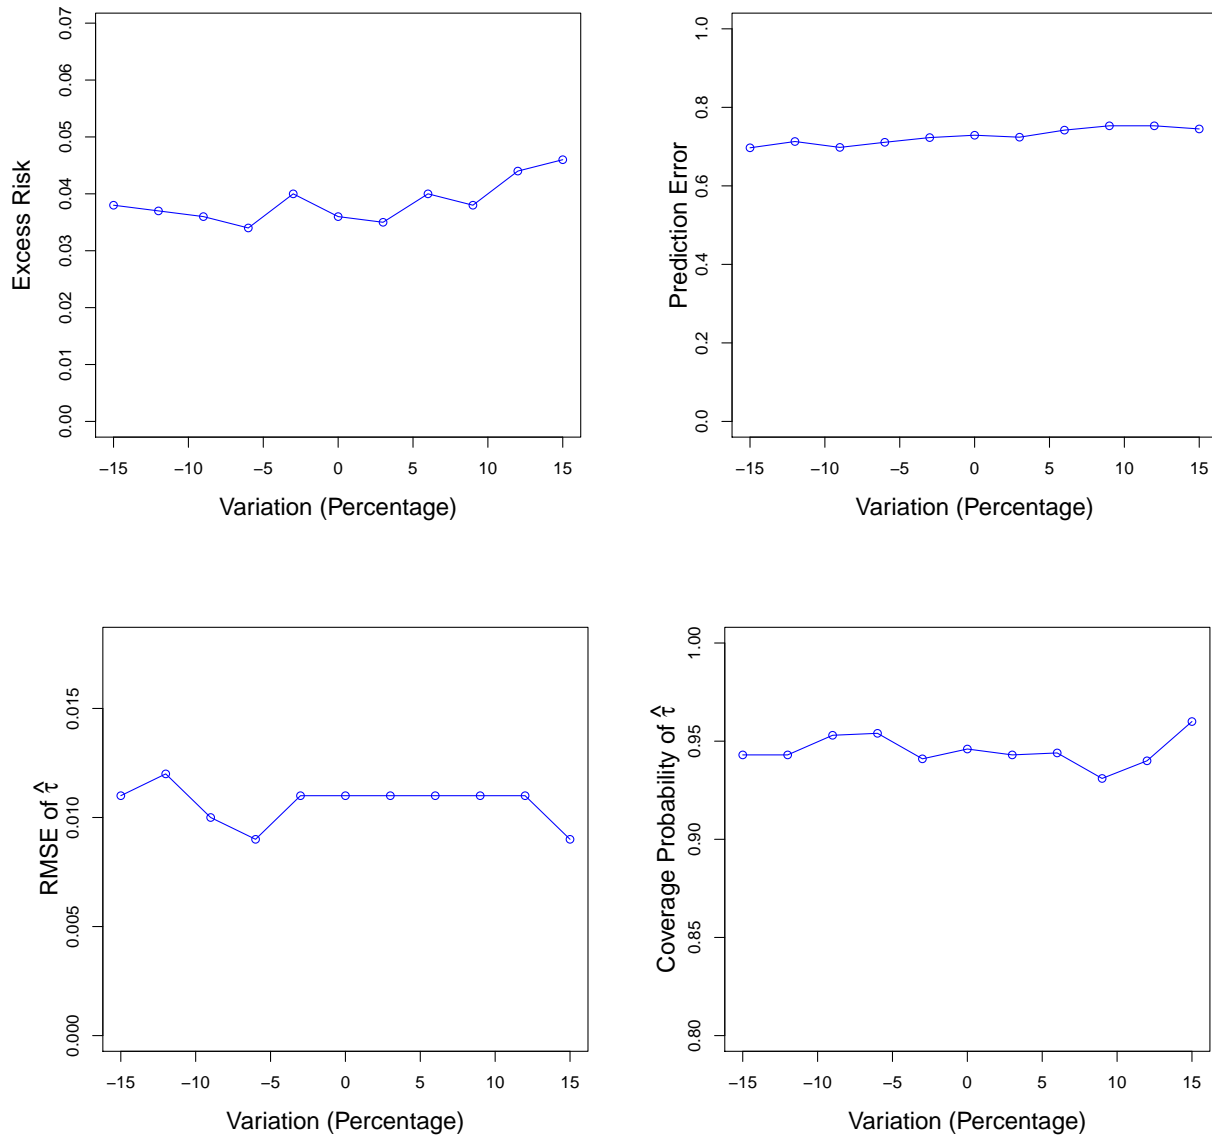 0.07
0.06
0.05
0.04
0.03
0.02
0.01
0.00
Excess Risk
−15 −10 −5 0 5 10 15
Variation (Percentage)
1.0
0.8
0.6
0.4
0.2
0.0
Prediction Error
−15 −10 −5 0 5 10 15
Variation (Percentage)
0.015
0.010
0.005
0.000
RMSE of τ̂
−15 −10 −5 0 5 10 15
Variation (Percentage)
1.00
0.95
0.90
0.85
0.80
Coverage Probability of τ̂
−15 −10 −5 0 5 10 15
Variation (Percentage)